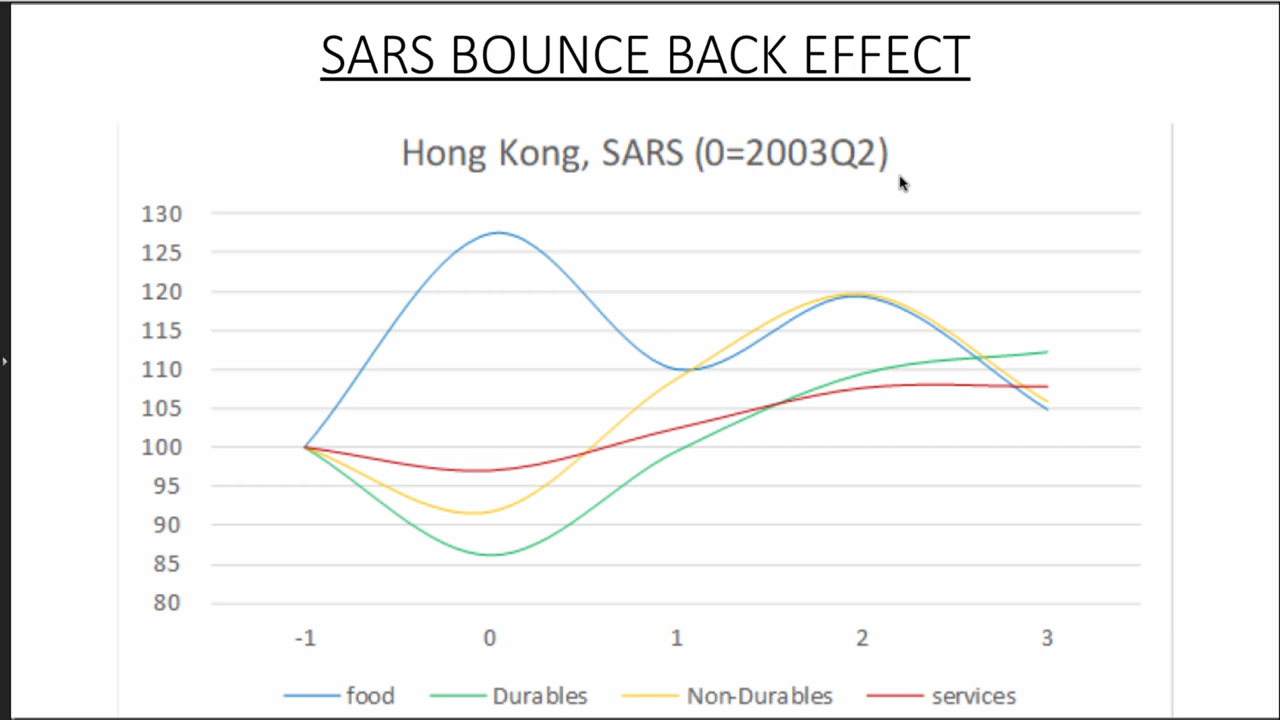 SARS BOUNCE BACK EFFECT
Hong Kong, SARS (0=2003Q2)
130
125
120
115
110
105
100
95
90
85
80
-1 0 1 2 3
food Durables Non-Durables services